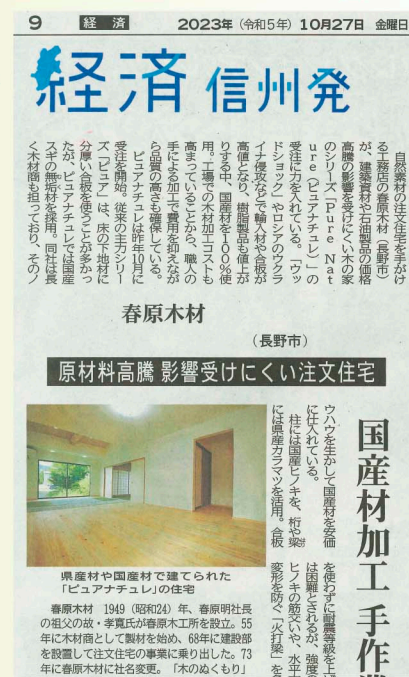 9 経済 2023年 (令和5年) 10月27日 金曜日
経済 信州発
自然素材の注文住宅を手がけ
る工務店の春原木材（長野市）
が、建築資材や石油製品の価格
高騰の影響を受けにくい木の家
のシリーズ「Ｐｕｒｅ Ｎａｔ
ｕｒｅ（ピュアナチュレ）」の
受注に力を入れている。「ウッ
ドショック」やロシアのウクラ
イナ侵攻などで輸入材や合板が
高値となり、樹脂製品も値上が
りする中、国産材を１００％使
用。工場での木材加工コストも
高まっていることから、職人の
手による加工で費用を抑えなが
ら品質の高さも確保している。
ピュアナチュレは昨年10月に
受注を開始。従来の主力シリー
ズ「ピュア」は、床の下地材に
分厚い合板を使うことが多かっ
たが、ピュアナチュレでは国産
スギの無垢材を採用。同社は長
く木材商も担っており、そのノ
春原木材
（長野市）
原材料高騰 影響受けにくい注文住宅
国産材加工 手作業
ウハウを生かして国産材を安価
に仕入れている。
柱には国産ヒノキを、桁や梁
には県産カラマツを活用。合板
を使わずに耐震等級を上げ
は困難とされるが、強度の
ヒノキの筋交いや、水平
変形を防ぐ「火打梁」を
県産材や国産材で建てられた
「ピュアナチュレ」の住宅
春原木材 1949（昭和24）年、春原明社長
の祖父の故・孝寛氏が春原木工所を設立。55
年に木材商として製材を始め、68年に建設部
を設置して注文住宅の事業に乗り出した。73
年に春原木材に社名変更。「木のぬくもり」